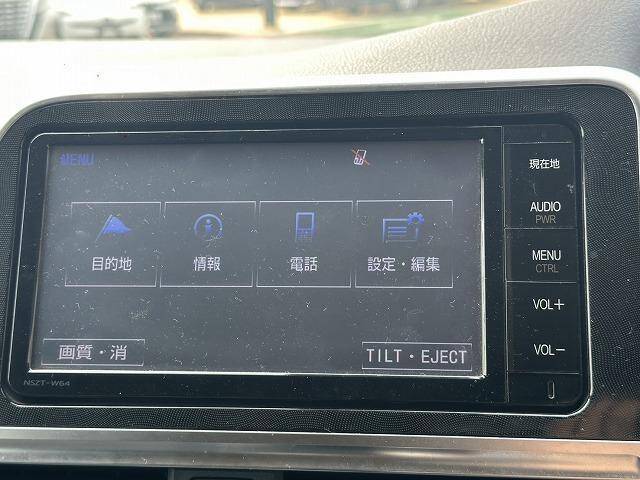 MENU
目的地
情報
電話
設定・編集
画質・消
TILT・EJECT
NSZT-W64
現在地
AUDIO
PWR
MENU
CTRL
VOL+
VOL−